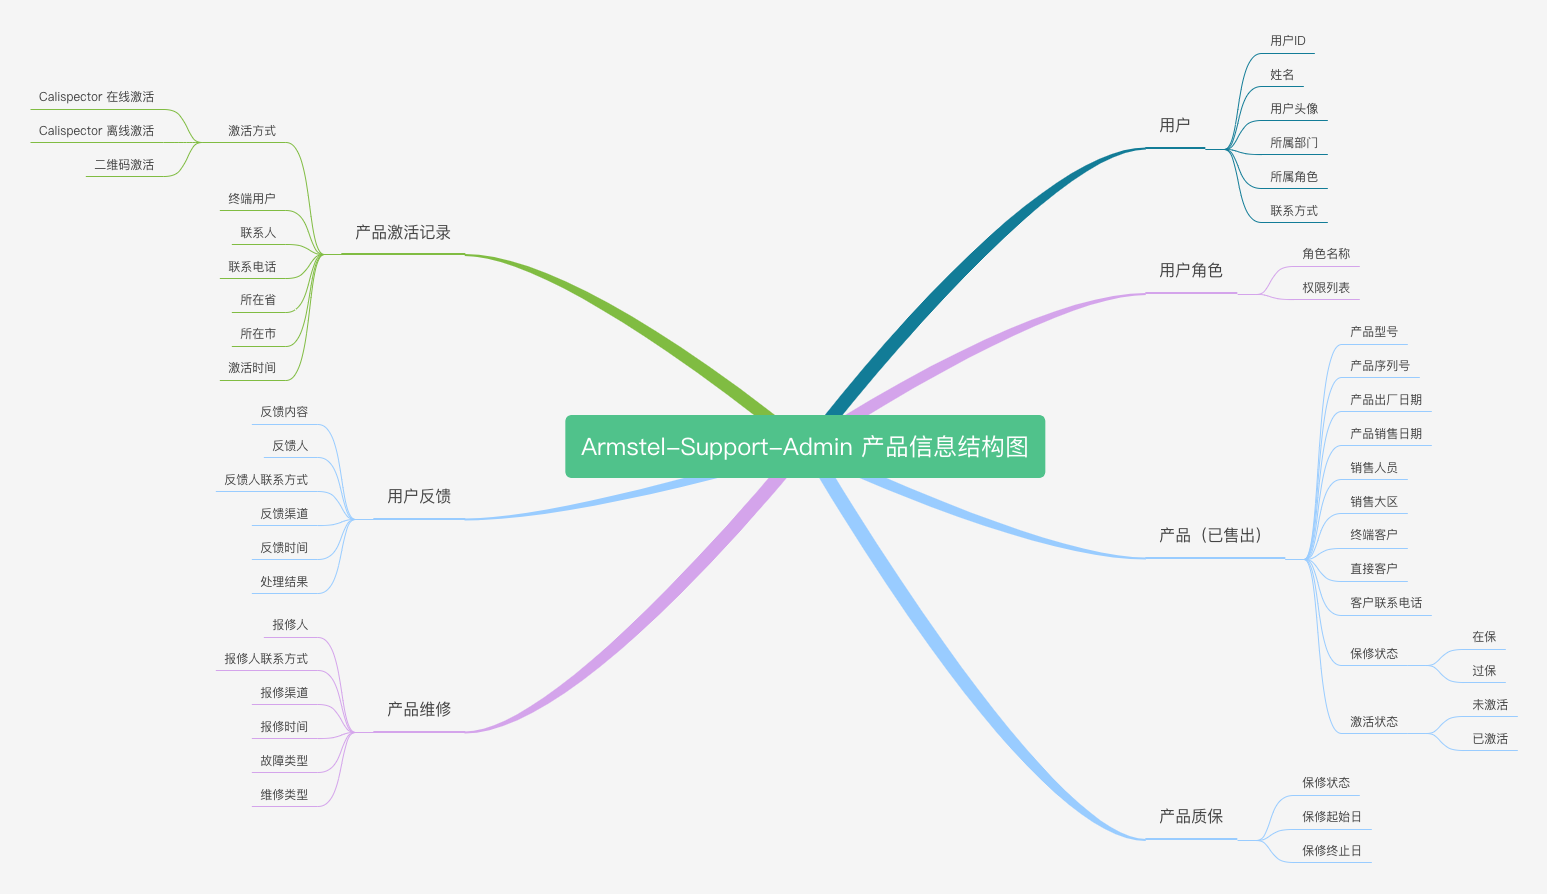 Armstel-Support-Admin 产品信息结构图
用户
用户ID
姓名
用户头像
所属部门
所属角色
联系方式
用户角色
角色名称
权限列表
产品（已售出）
产品型号
产品序列号
产品出厂日期
产品销售日期
销售人员
销售大区
终端客户
直接客户
客户联系电话
保修状态
在保
过保
激活状态
未激活
已激活
产品质保
保修状态
保修起始日
保修终止日
产品激活记录
激活方式
Calispector 在线激活
Calispector 离线激活
二维码激活
终端用户
联系人
联系电话
所在省
所在市
激活时间
用户反馈
反馈内容
反馈人
反馈人联系方式
反馈渠道
反馈时间
处理结果
产品维修
报修人
报修人联系方式
报修渠道
报修时间
故障类型
维修类型